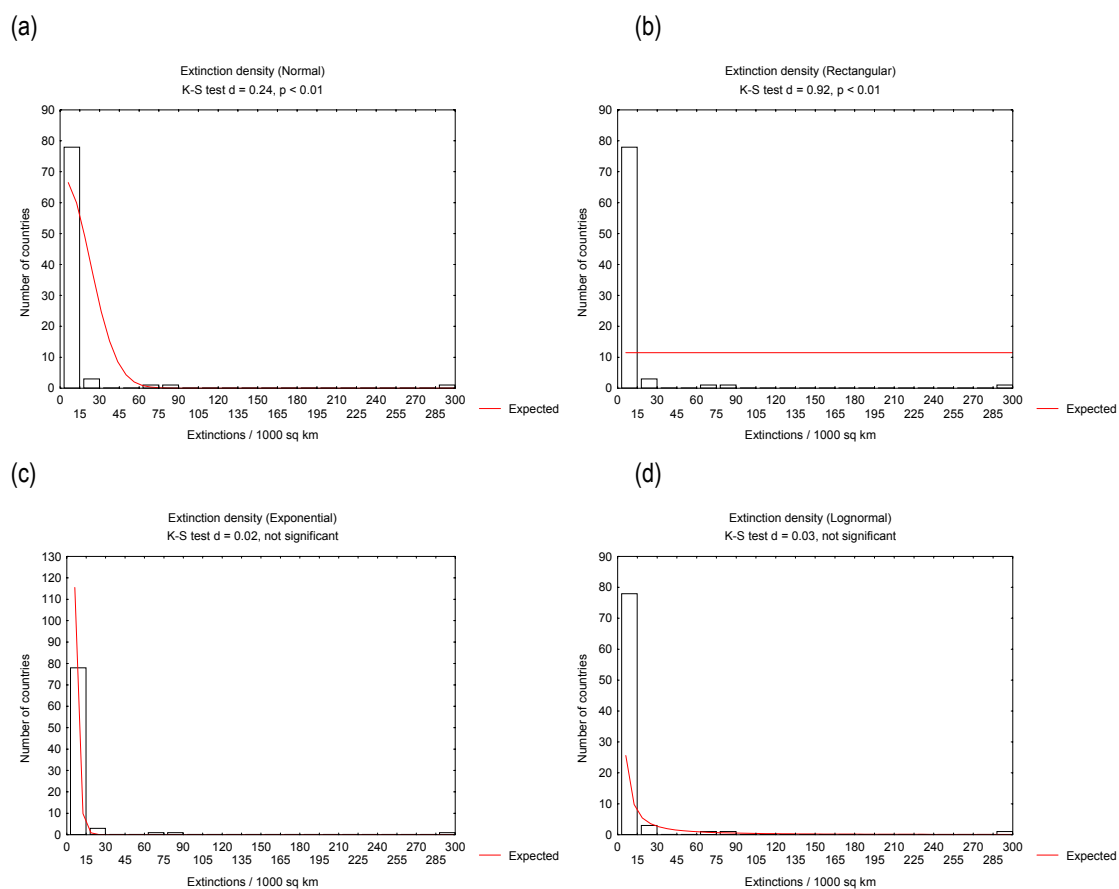 (a)
Extinction density (Normal)
K-S test d = 0.24, p < 0.01
90
80
70
60
50
40
30
20
10
0
Number of countries
0 30 60 90 120 150 180 210 240 270 300
15 45 75 105 135 165 195 225 255 285
Extinctions / 1000 sq km
Expected
(b)
Extinction density (Rectangular)
K-S test d = 0.92, p < 0.01
90
80
70
60
50
40
30
20
10
0
Number of countries
0 30 60 90 120 150 180 210 240 270 300
15 45 75 105 135 165 195 225 255 285
Extinctions / 1000 sq km
Expected
(c)
Extinction density (Exponential)
K-S test d = 0.02, not significant
130
120
110
100
90
80
70
60
50
40
30
20
10
0
Number of countries
0 30 60 90 120 150 180 210 240 270 300
15 45 75 105 135 165 195 225 255 285
Extinctions / 1000 sq km
Expected
(d)
Extinction density (Lognormal)
K-S test d = 0.03, not significant
90
80
70
60
50
40
30
20
10
0
Number of countries
0 30 60 90 120 150 180 210 240 270 300
15 45 75 105 135 165 195 225 255 285
Extinctions / 1000 sq km
Expected